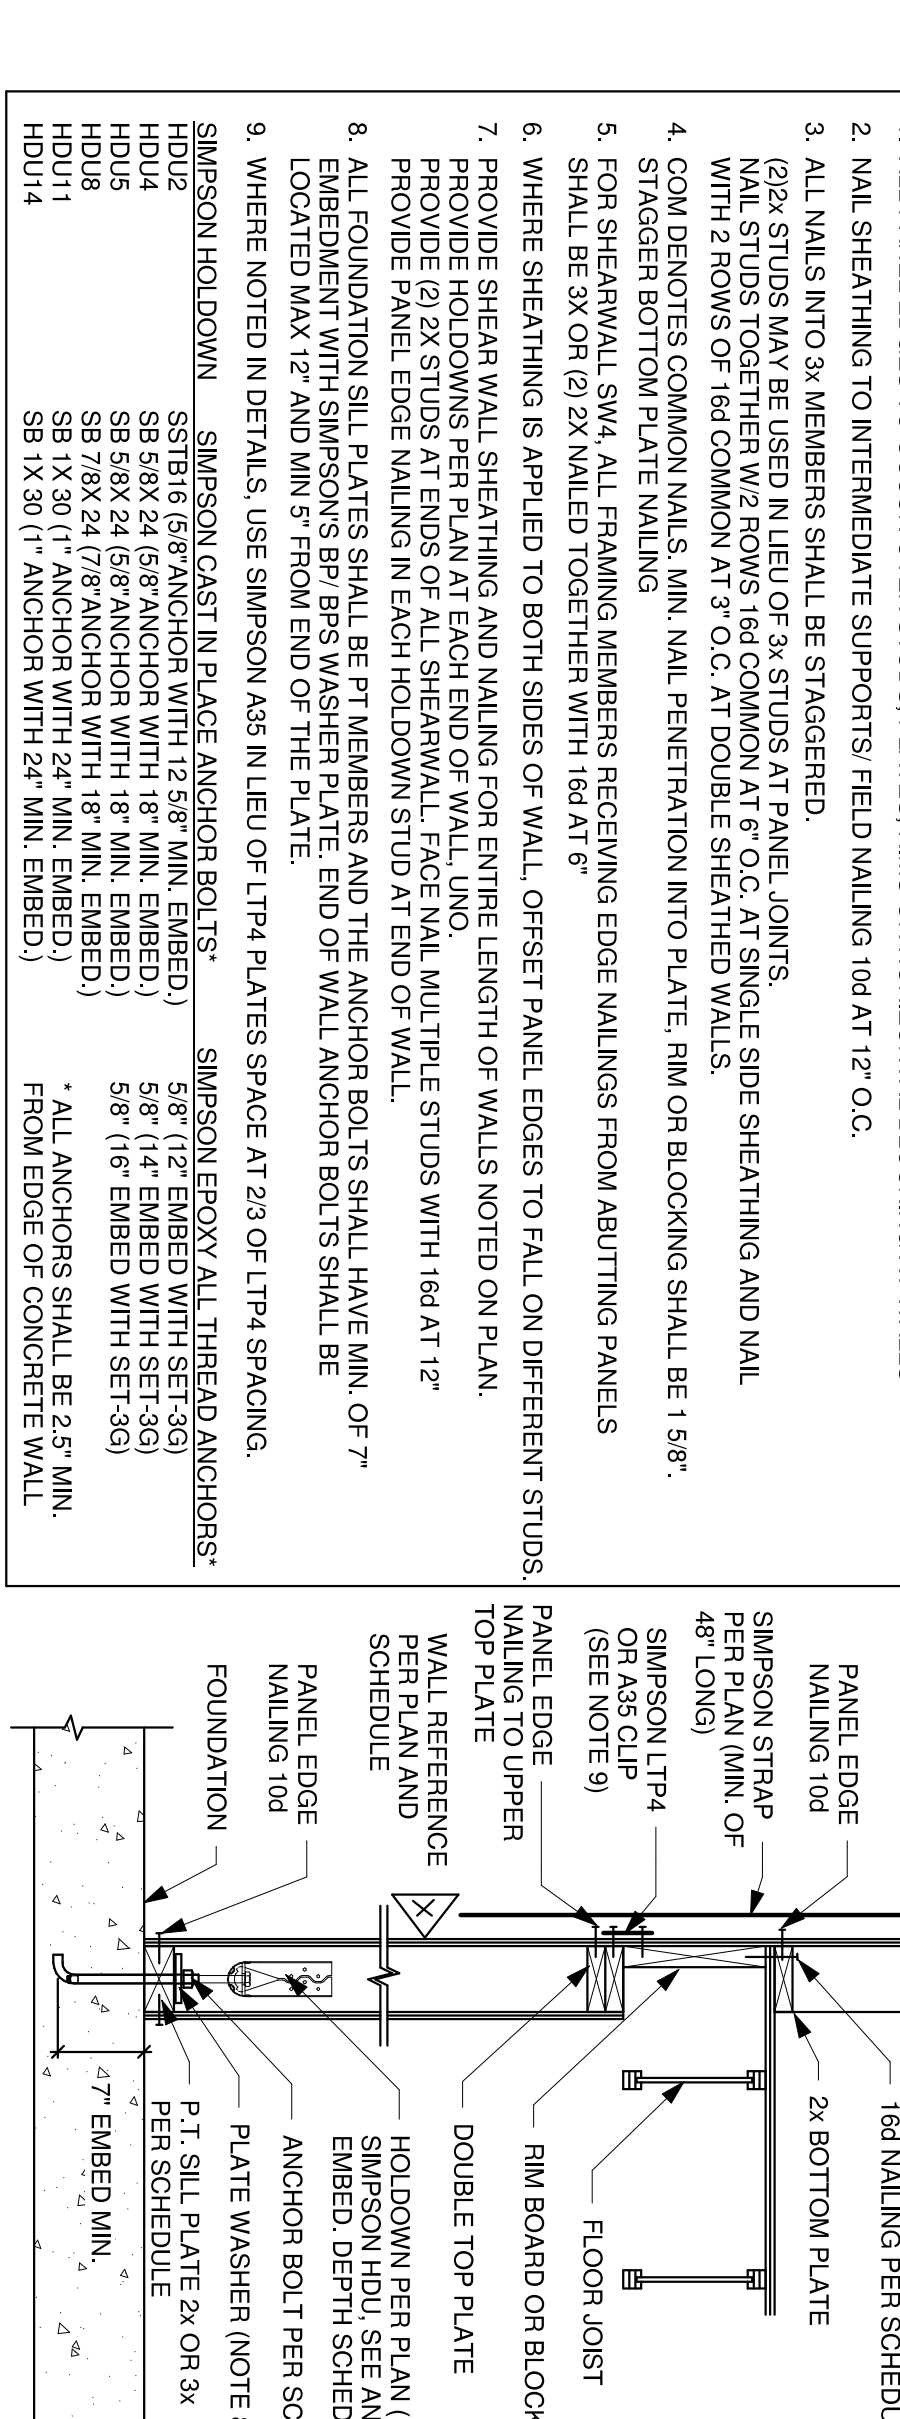 2. NAIL SHEATHING TO INTERMEDIATE SUPPORTS/ FIELD NAILING 10d AT 12" O.C.
3. ALL NAILS INTO 3x MEMBERS SHALL BE STAGGERED.
(2)2x STUDS MAY BE USED IN LIEU OF 3x STUDS AT PANEL JOINTS.
NAIL STUDS TOGETHER W/2 ROWS 16d COMMON AT 6" O.C. AT SINGLE SIDE SHEATHING AND NAIL
WITH 2 ROWS OF 16d COMMON AT 3" O.C. AT DOUBLE SHEATHED WALLS.
4. COM DENOTES COMMON NAILS. MIN. NAIL PENETRATION INTO PLATE, RIM OR BLOCKING SHALL BE 1 5/8".
STAGGER BOTTOM PLATE NAILING
5. FOR SHEARWALL SW4, ALL FRAMING MEMBERS RECEIVING EDGE NAILINGS FROM ABUTTING PANELS
SHALL BE 3X OR (2) 2X NAILED TOGETHER WITH 16d AT 6"
6. WHERE SHEATHING IS APPLIED TO BOTH SIDES OF WALL, OFFSET PANEL EDGES TO FALL ON DIFFERENT STUDS.
7. PROVIDE SHEAR WALL SHEATHING AND NAILING FOR ENTIRE LENGTH OF WALLS NOTED ON PLAN.
PROVIDE HOLDOWNS PER PLAN AT EACH END OF WALL, UNO.
PROVIDE (2) 2X STUDS AT ENDS OF ALL SHEARWALL. FACE NAIL MULTIPLE STUDS WITH 16d AT 12"
PROVIDE PANEL EDGE NAILING IN EACH HOLDOWN STUD AT END OF WALL.
8. ALL FOUNDATION SILL PLATES SHALL BE PT MEMBERS AND THE ANCHOR BOLTS SHALL HAVE MIN. OF 7"
EMBEDMENT WITH SIMPSON'S BP/ BPS WASHER PLATE. END OF WALL ANCHOR BOLTS SHALL BE
LOCATED MAX 12" AND MIN 5" FROM END OF THE PLATE.
9. WHERE NOTED IN DETAILS, USE SIMPSON A35 IN LIEU OF LTP4 PLATES SPACE AT 2/3 OF LTP4 SPACING.
SIMPSON HOLDOWN SIMPSON CAST IN PLACE ANCHOR BOLTS* SIMPSON EPOXY ALL THREAD ANCHORS*
HDU2 SSTB16 (5/8"ANCHOR WITH 12 5/8" MIN. EMBED.) 5/8" (12" EMBED WITH SET-3G)
HDU4 SB 5/8X 24 (5/8"ANCHOR WITH 18" MIN. EMBED.) 5/8" (14" EMBED WITH SET-3G)
HDU5 SB 5/8X 24 (5/8"ANCHOR WITH 18" MIN. EMBED.) 5/8" (16" EMBED WITH SET-3G)
HDU8 SB 7/8X 24 (7/8"ANCHOR WITH 18" MIN. EMBED.)
HDU11 SB 1X 30 (1" ANCHOR WITH 24" MIN. EMBED,)
HDU14 SB 1X 30 (1" ANCHOR WITH 24" MIN. EMBED.)
* ALL ANCHORS SHALL BE 2.5" MIN.
FROM EDGE OF CONCRETE WALL
PANEL EDGE
NAILING 10d
SIMPSON STRAP
PER PLAN (MIN. OF
48" LONG)
SIMPSON LTP4
OR A35 CLIP
(SEE NOTE 9)
PANEL EDGE
NAILING TO UPPER
TOP PLATE
WALL REFERENCE
PER PLAN AND
SCHEDULE
X
PANEL EDGE
NAILING 10d
FOUNDATION
16d NAILING PER SCHEDU
2x BOTTOM PLATE
FLOOR JOIST
RIM BOARD OR BLOCK
DOUBLE TOP PLATE
HOLDOWN PER PLAN (
SIMPSON HDU, SEE AN
EMBED. DEPTH SCHED
ANCHOR BOLT PER SC
PLATE WASHER (NOTE
P.T. SILL PLATE 2x OR 3x
PER SCHEDULE
7" EMBED MIN.